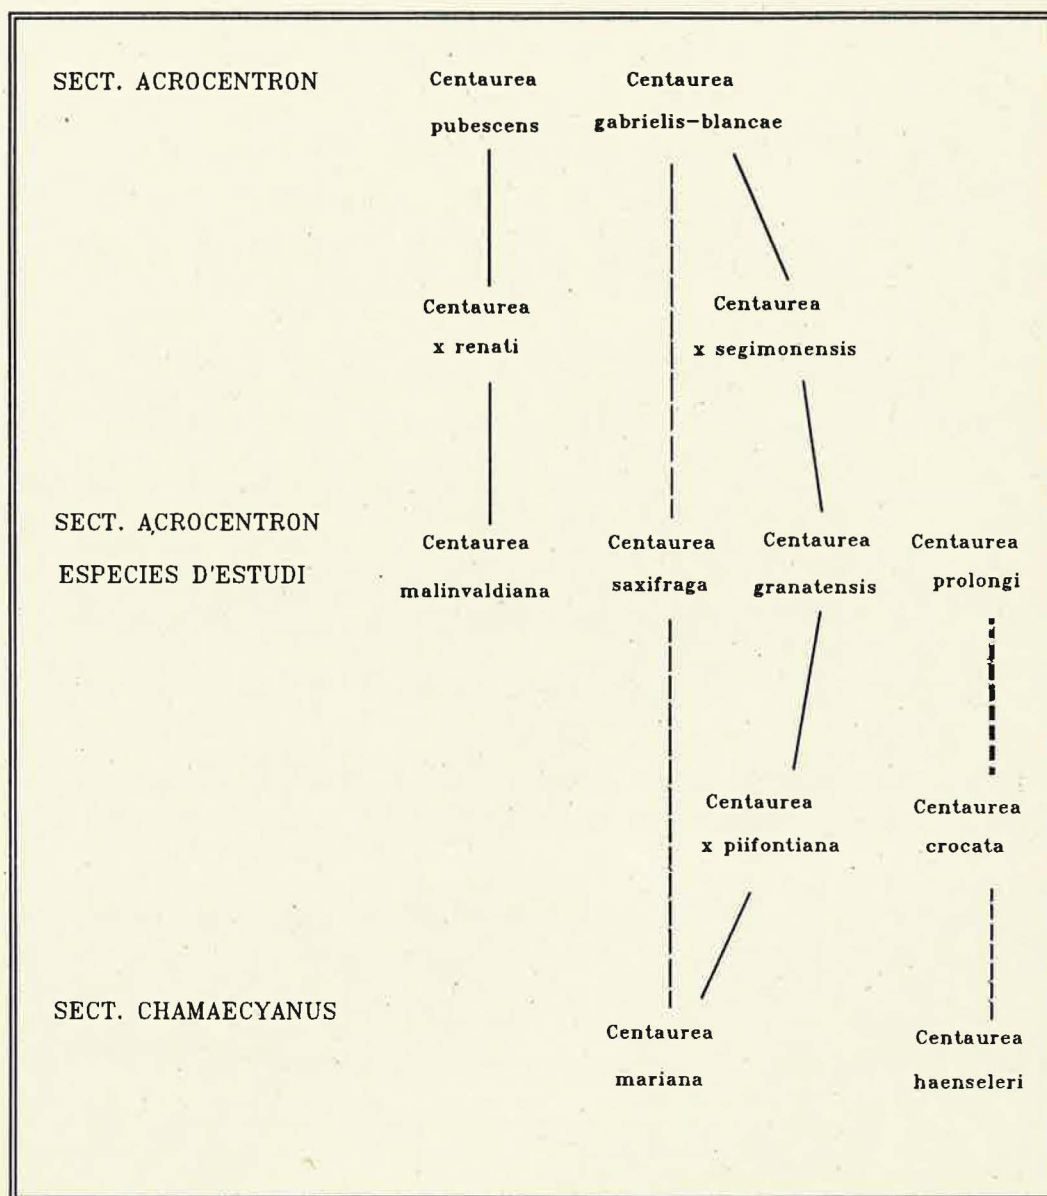 SECT. ACROCENTRON
Centaurea
pubescens
Centaurea
gabrielis-blancae
Centaurea
x renati
Centaurea
x segimonensis
SECT. ACROCENTRON
ESPECIES D'ESTUDI
Centaurea
malinvaldiana
Centaurea
saxifraga
Centaurea
granatensis
Centaurea
prolongi
Centaurea
x piifontiana
Centaurea
crocata
SECT. CHAMAECYANUS
Centaurea
mariana
Centaurea
haenseleri